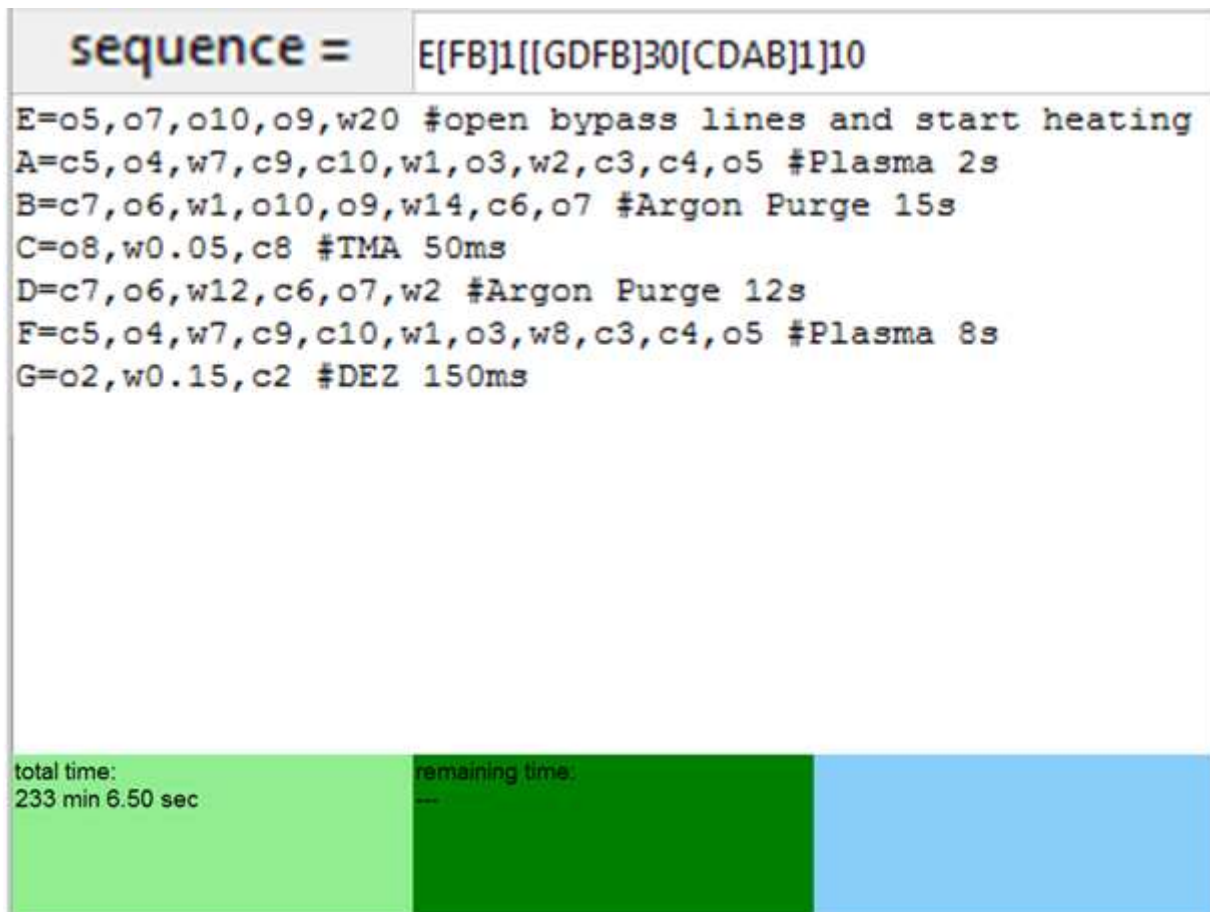 sequence = E[FB]1[[GDFB]30[CDAB]1]10
E=o5,o7,o10,o9,w20 #open bypass lines and start heating
A=c5,o4,w7,c9,c10,w1,o3,w2,c3,c4,o5 #Plasma 2s
B=c7,o6,w1,o10,o9,w14,c6,o7 #Argon Purge 15s
C=o8,w0.05,c8 #TMA 50ms
D=c7,o6,w12,c6,o7,w2 #Argon Purge 12s
F=c5,o4,w7,c9,c10,w1,o3,w8,c3,c4,o5 #Plasma 8s
G=o2,w0.15,c2 #DEZ 150ms
total time:
233 min 6.50 sec
remaining time:
---